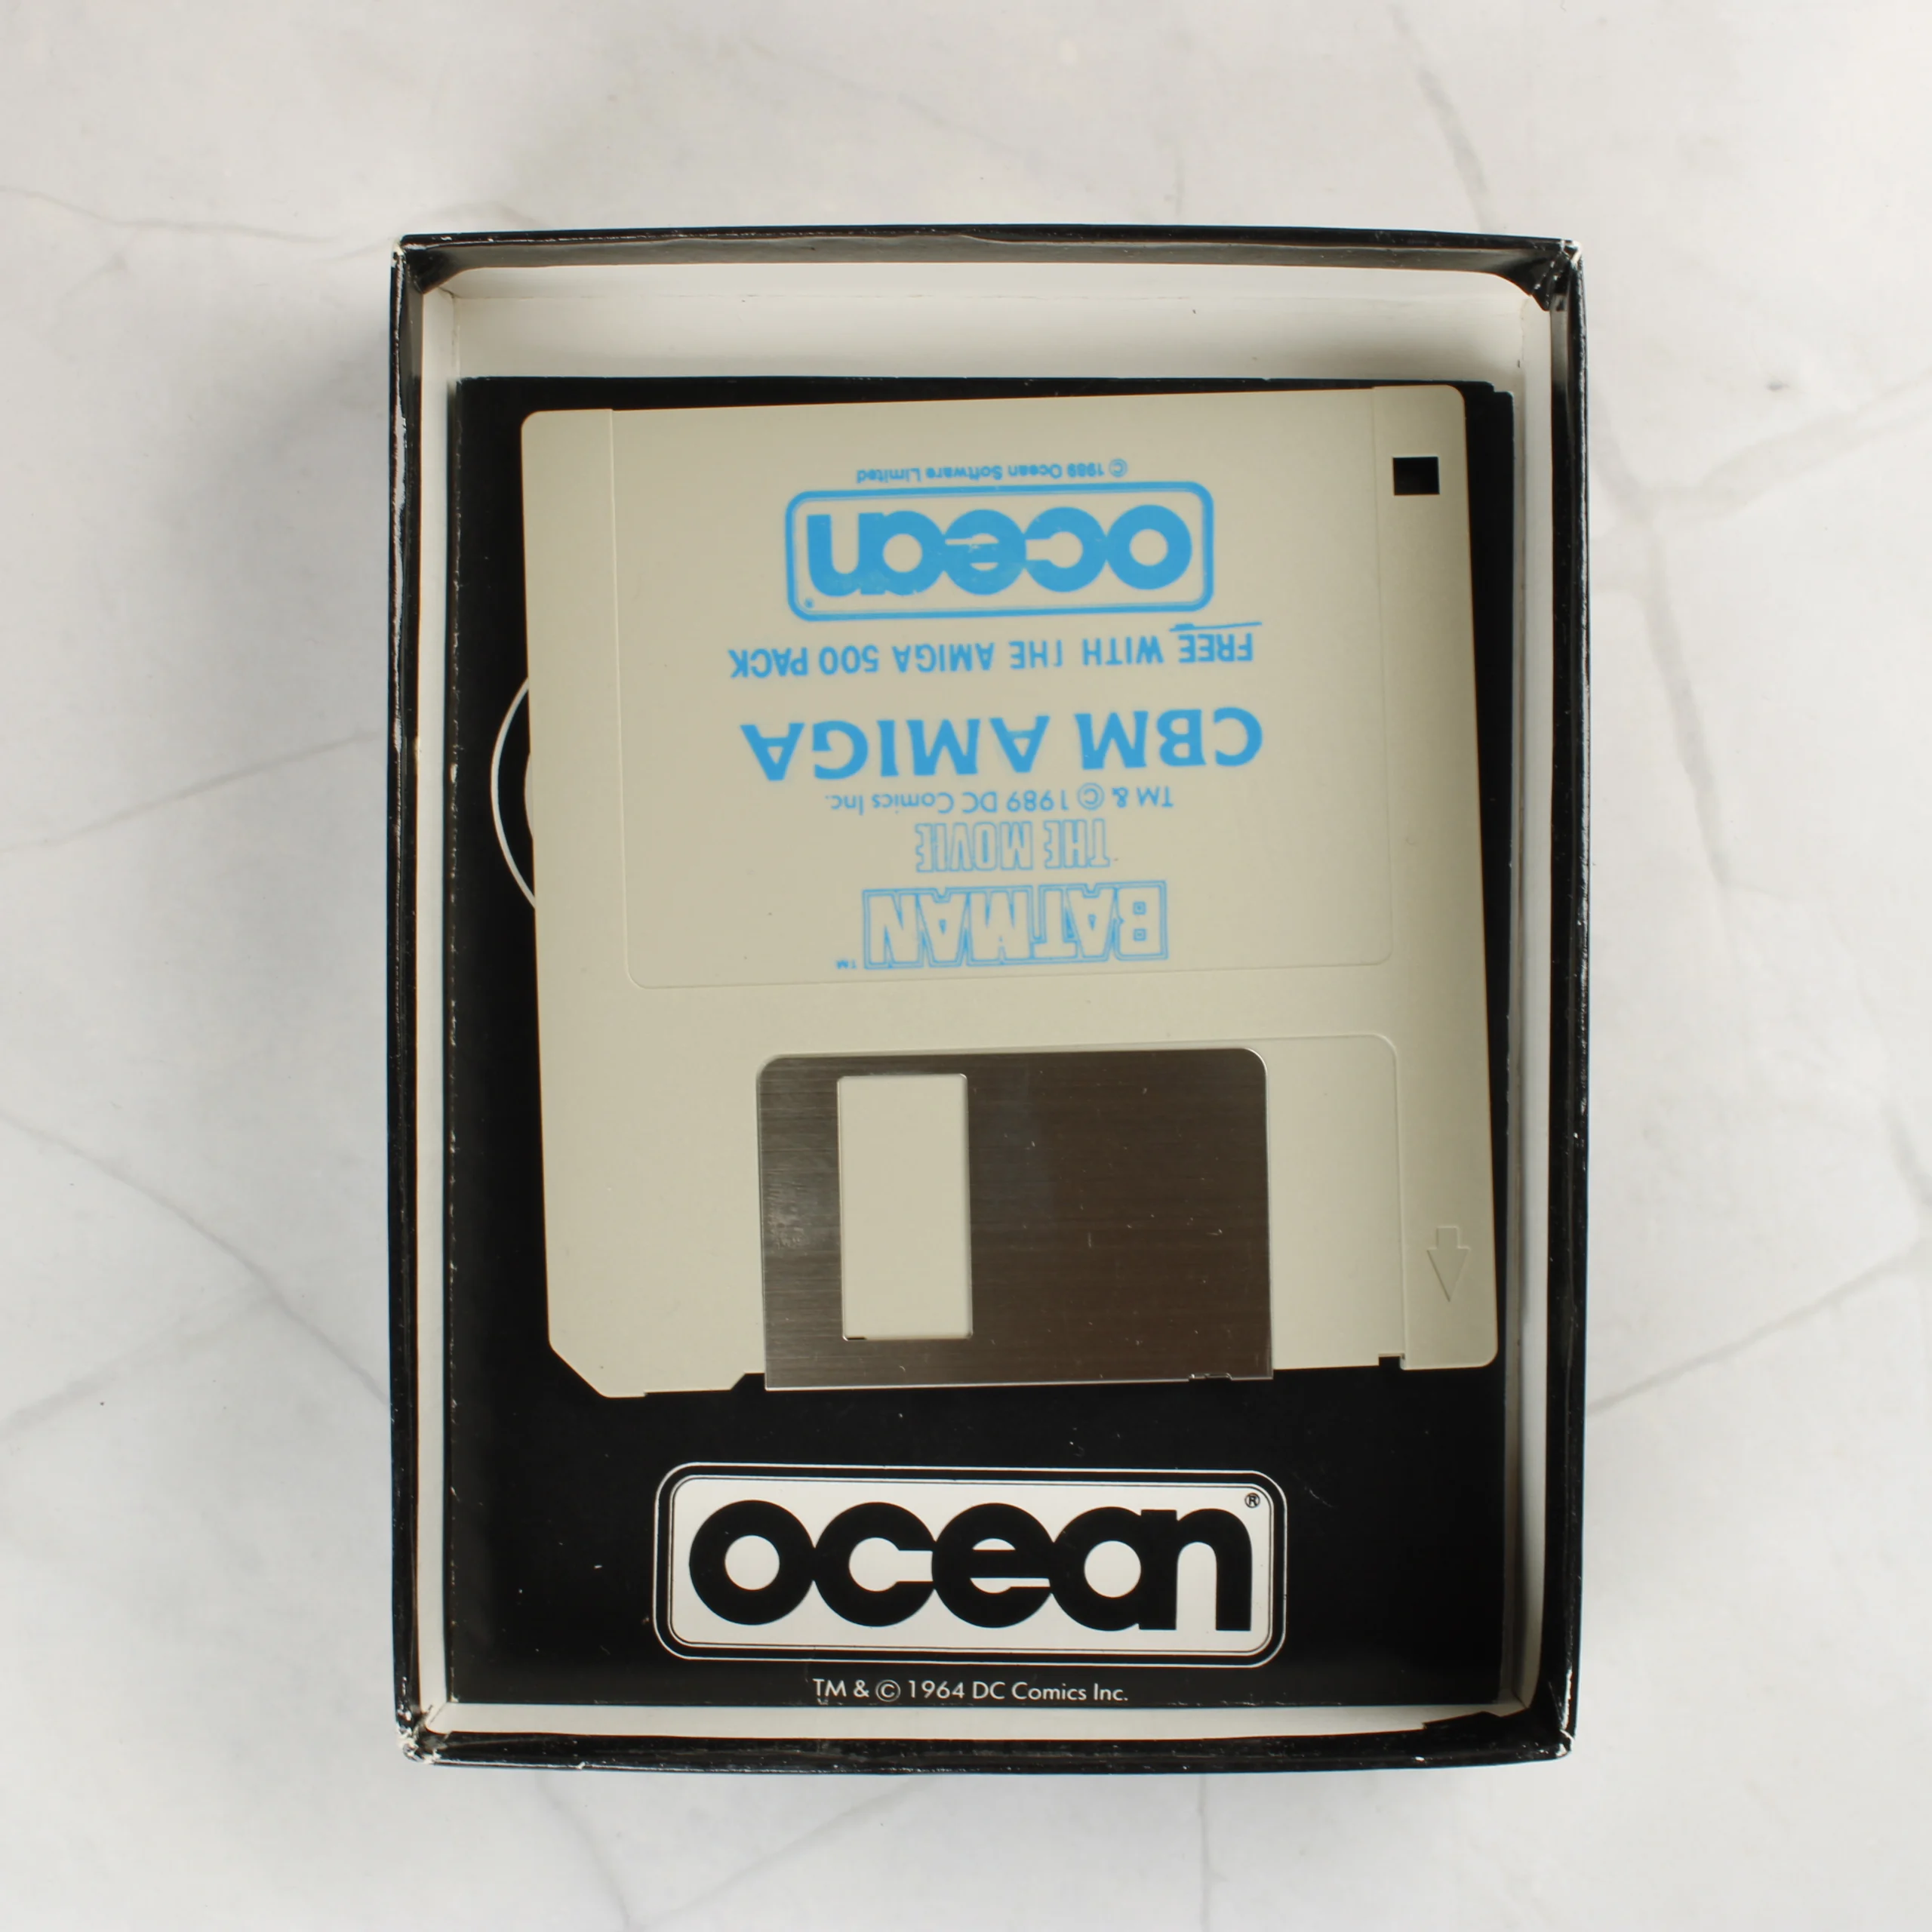 BATMAN™
THE MOVIE
TM & © 1989 DC Comics Inc.
CBM AMIGA
FREE WITH THE AMIGA 500 PACK
ocean®
© 1989 Ocean Software Limited
ocean®
TM & © 1964 DC Comics Inc.